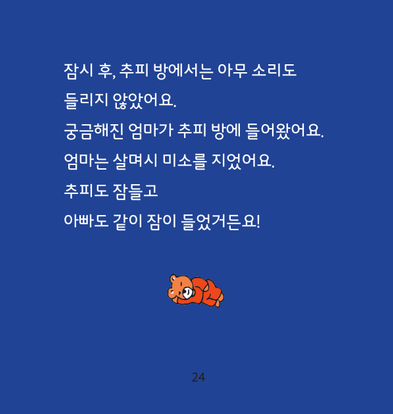 잠시 후, 추피 방에서는 아무 소리도
들리지 않았어요.
궁금해진 엄마가 추피 방에 들어왔어요.
엄마는 살며시 미소를 지었어요.
추피도 잠들고
아빠도 같이 잠이 들었거든요!
24